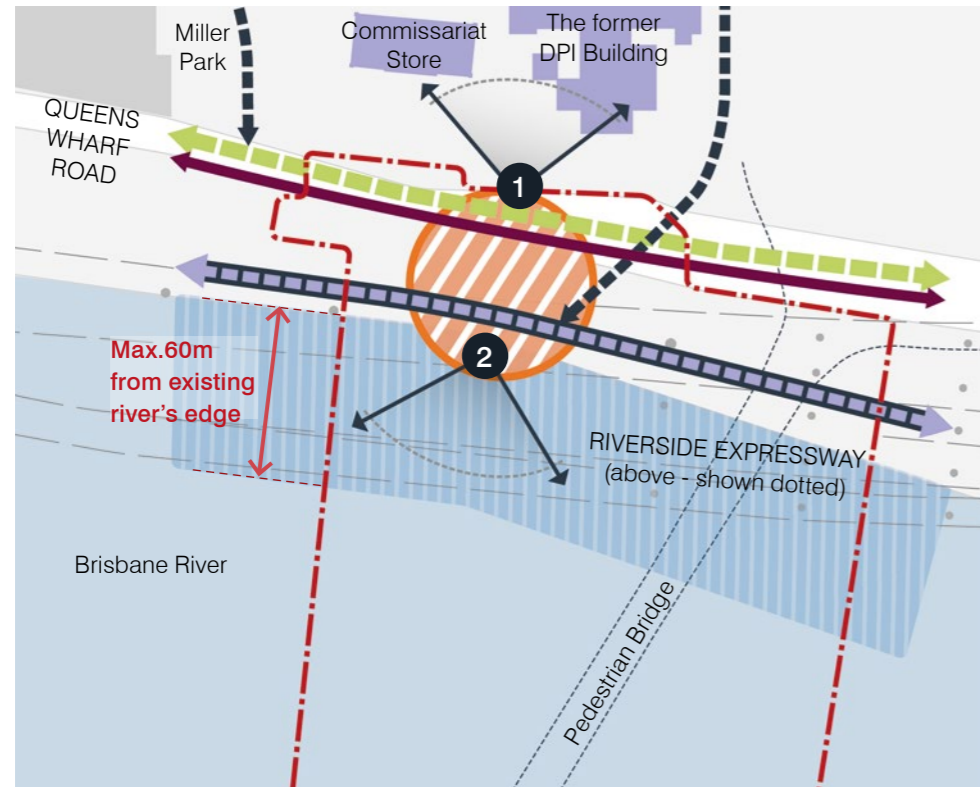 Miller
Park
Commissariat
Store
The former
DPI Building
QUEENS
WHARF
ROAD
1
2
Max.60m
from existing
river's edge
RIVERSIDE EXPRESSWAY
(above - shown dotted)
Brisbane River
Pedestrian Bridge